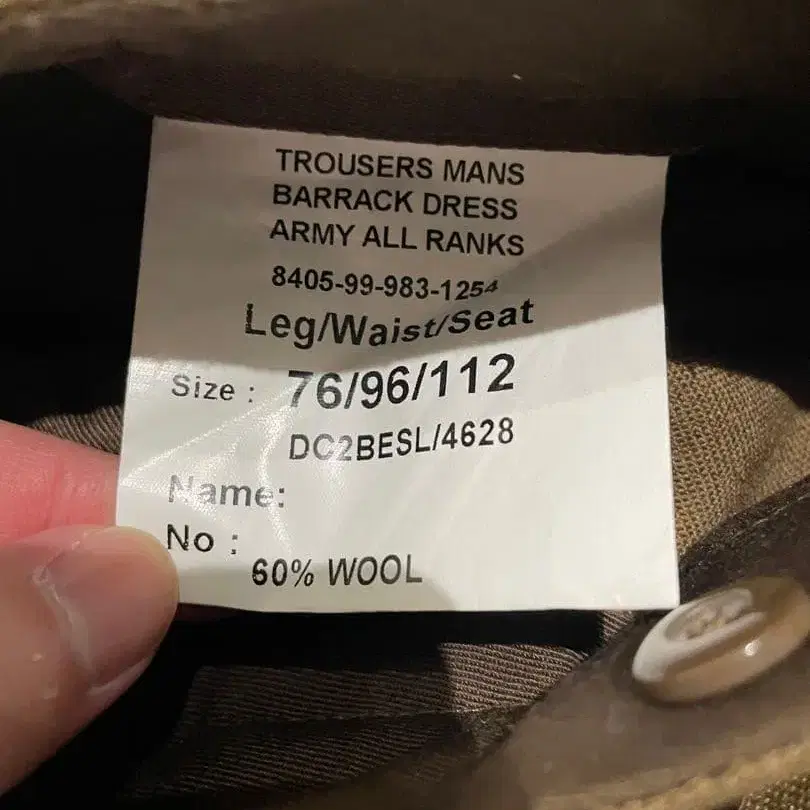 TROUSERS MANS
BARRACK DRESS
ARMY ALL RANKS
8405-99-983-1254
Leg/Waist/Seat
Size : 76/96/112
DC2BESL/4628
Name:
No :
60% WOOL